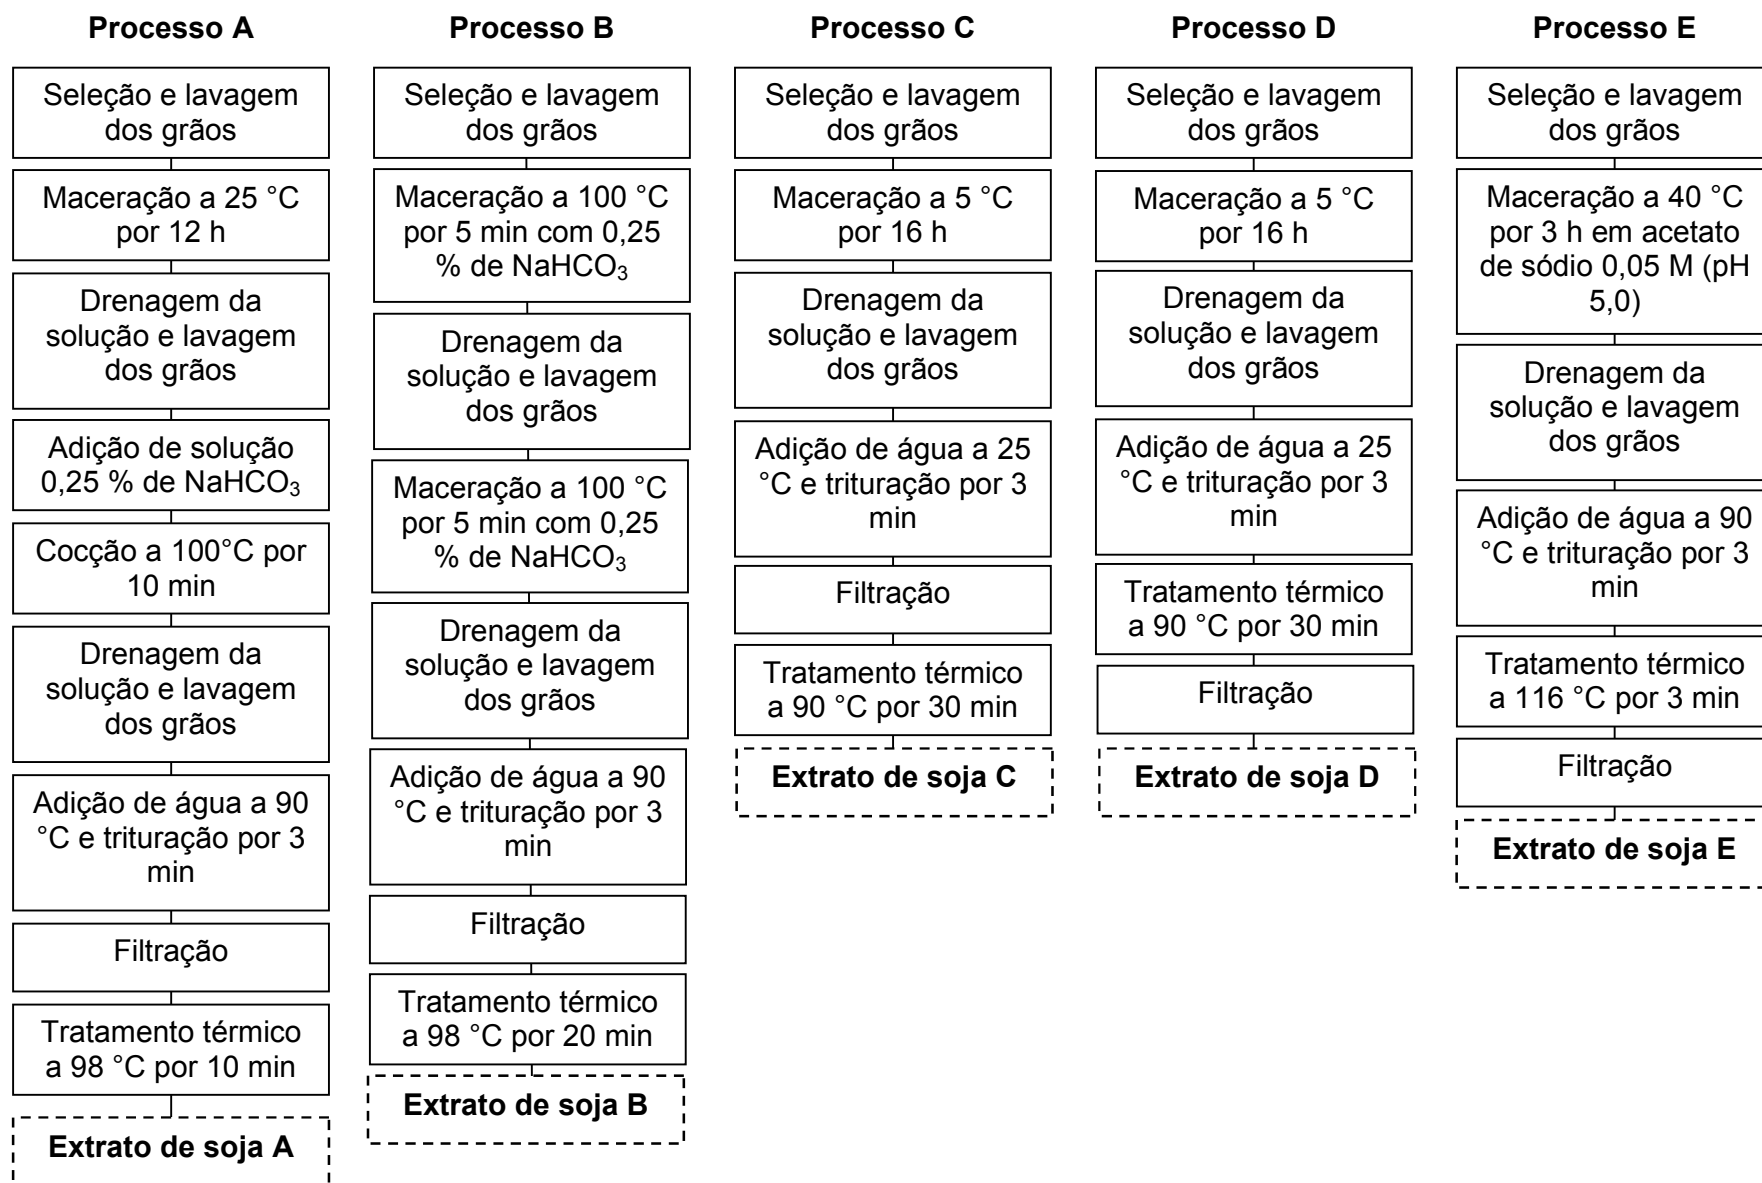 Processo A
Seleção e lavagem
dos grãos
Maceração a 25 °C
por 12 h
Drenagem da
solução e lavagem
dos grãos
Adição de solução
0,25 % de NaHCO₃
Cocção a 100°C por
10 min
Drenagem da
solução e lavagem
dos grãos
Adição de água a 90
°C e trituração por 3
min
Filtração
Tratamento térmico
a 98 °C por 10 min
Extrato de soja A
Processo B
Seleção e lavagem
dos grãos
Maceração a 100 °C
por 5 min com 0,25
% de NaHCO₃
Drenagem da
solução e lavagem
dos grãos
Maceração a 100 °C
por 5 min com 0,25
% de NaHCO₃
Drenagem da
solução e lavagem
dos grãos
Adição de água a 90
°C e trituração por 3
min
Filtração
Tratamento térmico
a 98 °C por 20 min
Extrato de soja B
Processo C
Seleção e lavagem
dos grãos
Maceração a 5 °C
por 16 h
Drenagem da
solução e lavagem
dos grãos
Adição de água a 25
°C e trituração por 3
min
Filtração
Tratamento térmico
a 90 °C por 30 min
Extrato de soja C
Processo D
Seleção e lavagem
dos grãos
Maceração a 5 °C
por 16 h
Drenagem da
solução e lavagem
dos grãos
Adição de água a 25
°C e trituração por 3
min
Tratamento térmico
a 90 °C por 30 min
Filtração
Extrato de soja D
Processo E
Seleção e lavagem
dos grãos
Maceração a 40 °C
por 3 h em acetato
de sódio 0,05 M (pH
5,0)
Drenagem da
solução e lavagem
dos grãos
Adição de água a 90
°C e trituração por 3
min
Tratamento térmico
a 116 °C por 3 min
Filtração
Extrato de soja E